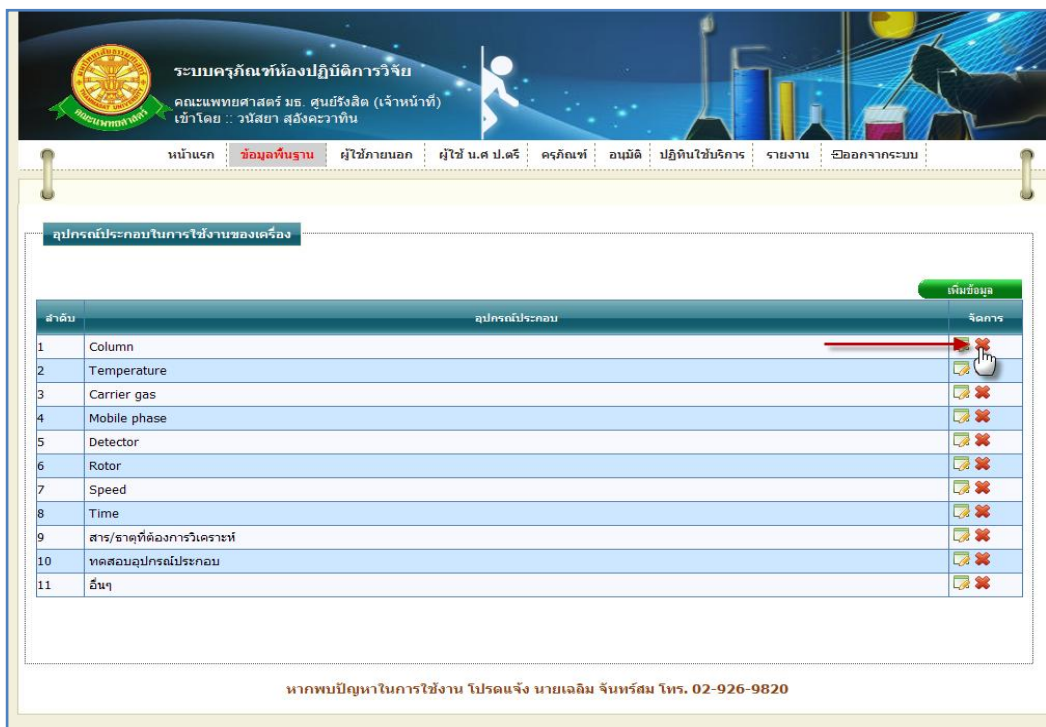 ระบบครุภัณฑ์ห้องปฏิบัติการวิจัย
คณะแพทยศาสตร์ มธ. ศูนย์รังสิต (เจ้าหน้าที่)
เข้าโดย :: วนัสยา สุอังคะวาทิน
คณะแพทยศาสตร์
หน้าแรก ข้อมูลพื้นฐาน ผู้ใช้ภายนอก ผู้ใช้ น.ศ ป.ตรี ครุภัณฑ์ อนุมัติ ปฏิทินใช้บริการ รายงาน ออกจากระบบ
อุปกรณ์ประกอบในการใช้งานของเครื่อง
เพิ่มข้อมูล
ลำดับ อุปกรณ์ประกอบ จัดการ
1 Column
2 Temperature
3 Carrier gas
4 Mobile phase
5 Detector
6 Rotor
7 Speed
8 Time
9 สาร/ธาตุที่ต้องการวิเคราะห์
10 ทดสอบอุปกรณ์ประกอบ
11 อื่นๆ
หากพบปัญหาในการใช้งาน โปรดแจ้ง นายเฉลิม จันทร์สม โทร. 02-926-9820